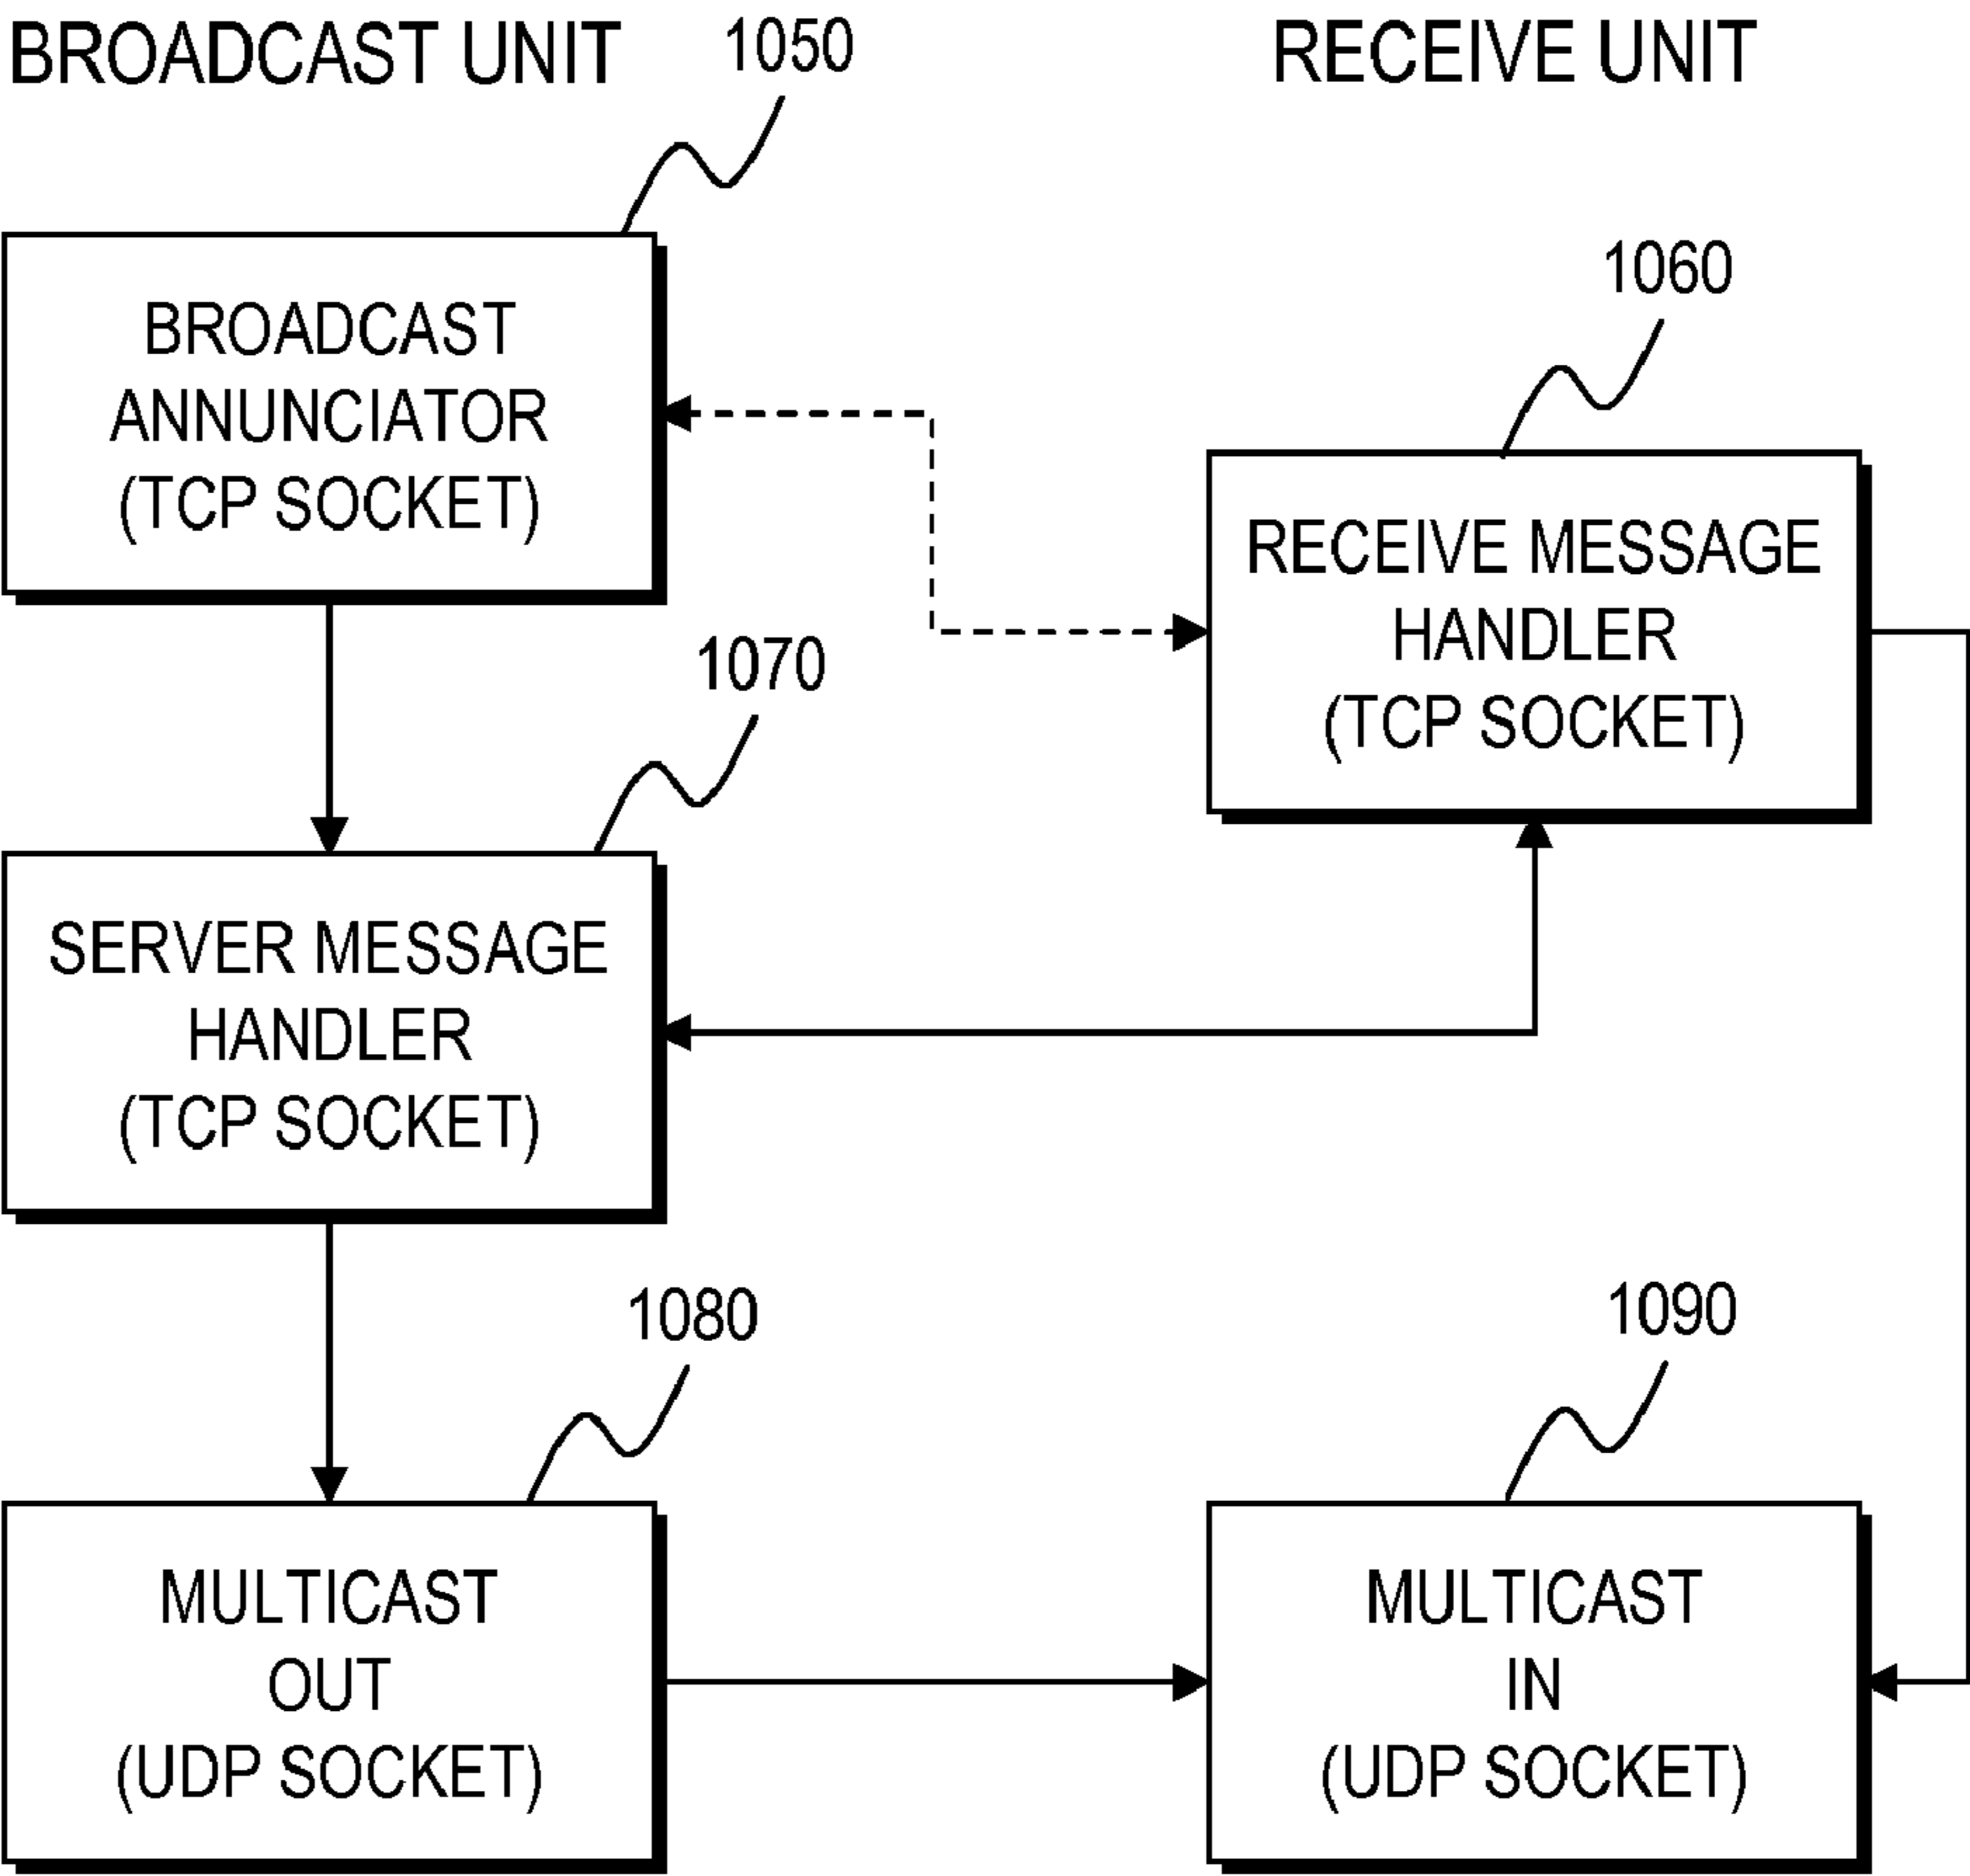 BROADCAST UNIT
1050
RECEIVE UNIT
BROADCAST
ANNUNCIATOR
(TCP SOCKET)
1060
RECEIVE MESSAGE
HANDLER
(TCP SOCKET)
1070
SERVER MESSAGE
HANDLER
(TCP SOCKET)
1080
MULTICAST
OUT
(UDP SOCKET)
1090
MULTICAST
IN
(UDP SOCKET)